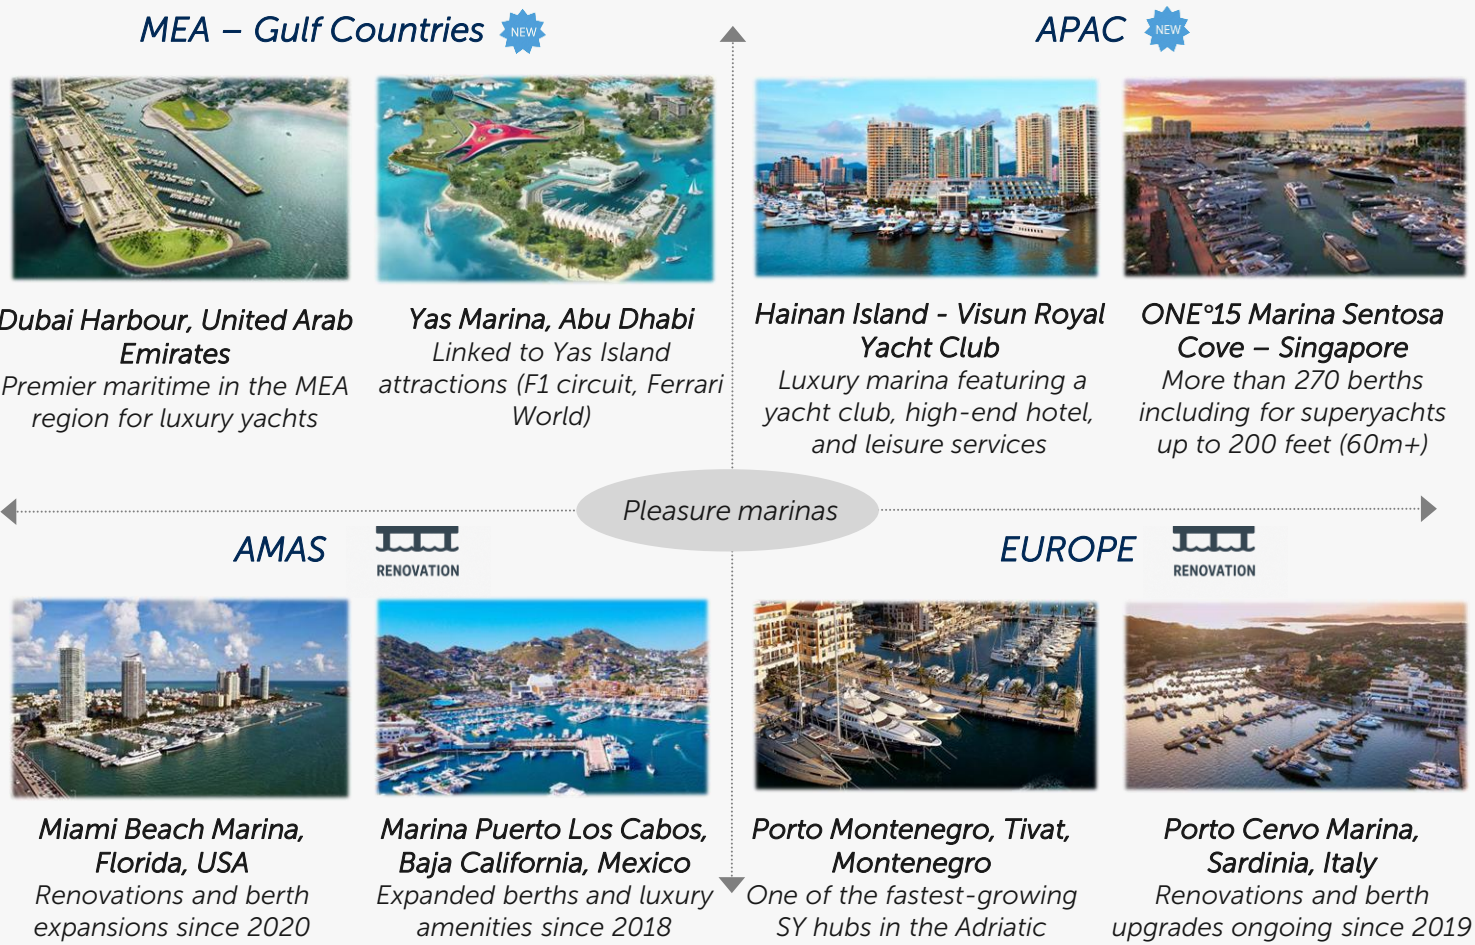 MEA – Gulf Countries
NEW
APAC
NEW
Dubai Harbour, United Arab
Emirates
Premier maritime in the MEA
region for luxury yachts
Yas Marina, Abu Dhabi
Linked to Yas Island
attractions (F1 circuit, Ferrari
World)
Hainan Island - Visun Royal
Yacht Club
Luxury marina featuring a
yacht club, high-end hotel,
and leisure services
ONE°15 Marina Sentosa
Cove – Singapore
More than 270 berths
including for superyachts
up to 200 feet (60m+)
Pleasure marinas
AMAS
RENOVATION
EUROPE
RENOVATION
Miami Beach Marina,
Florida, USA
Renovations and berth
expansions since 2020
Marina Puerto Los Cabos,
Baja California, Mexico
Expanded berths and luxury
amenities since 2018
Porto Montenegro, Tivat,
Montenegro
One of the fastest-growing
SY hubs in the Adriatic
Porto Cervo Marina,
Sardinia, Italy
Renovations and berth
upgrades ongoing since 2019